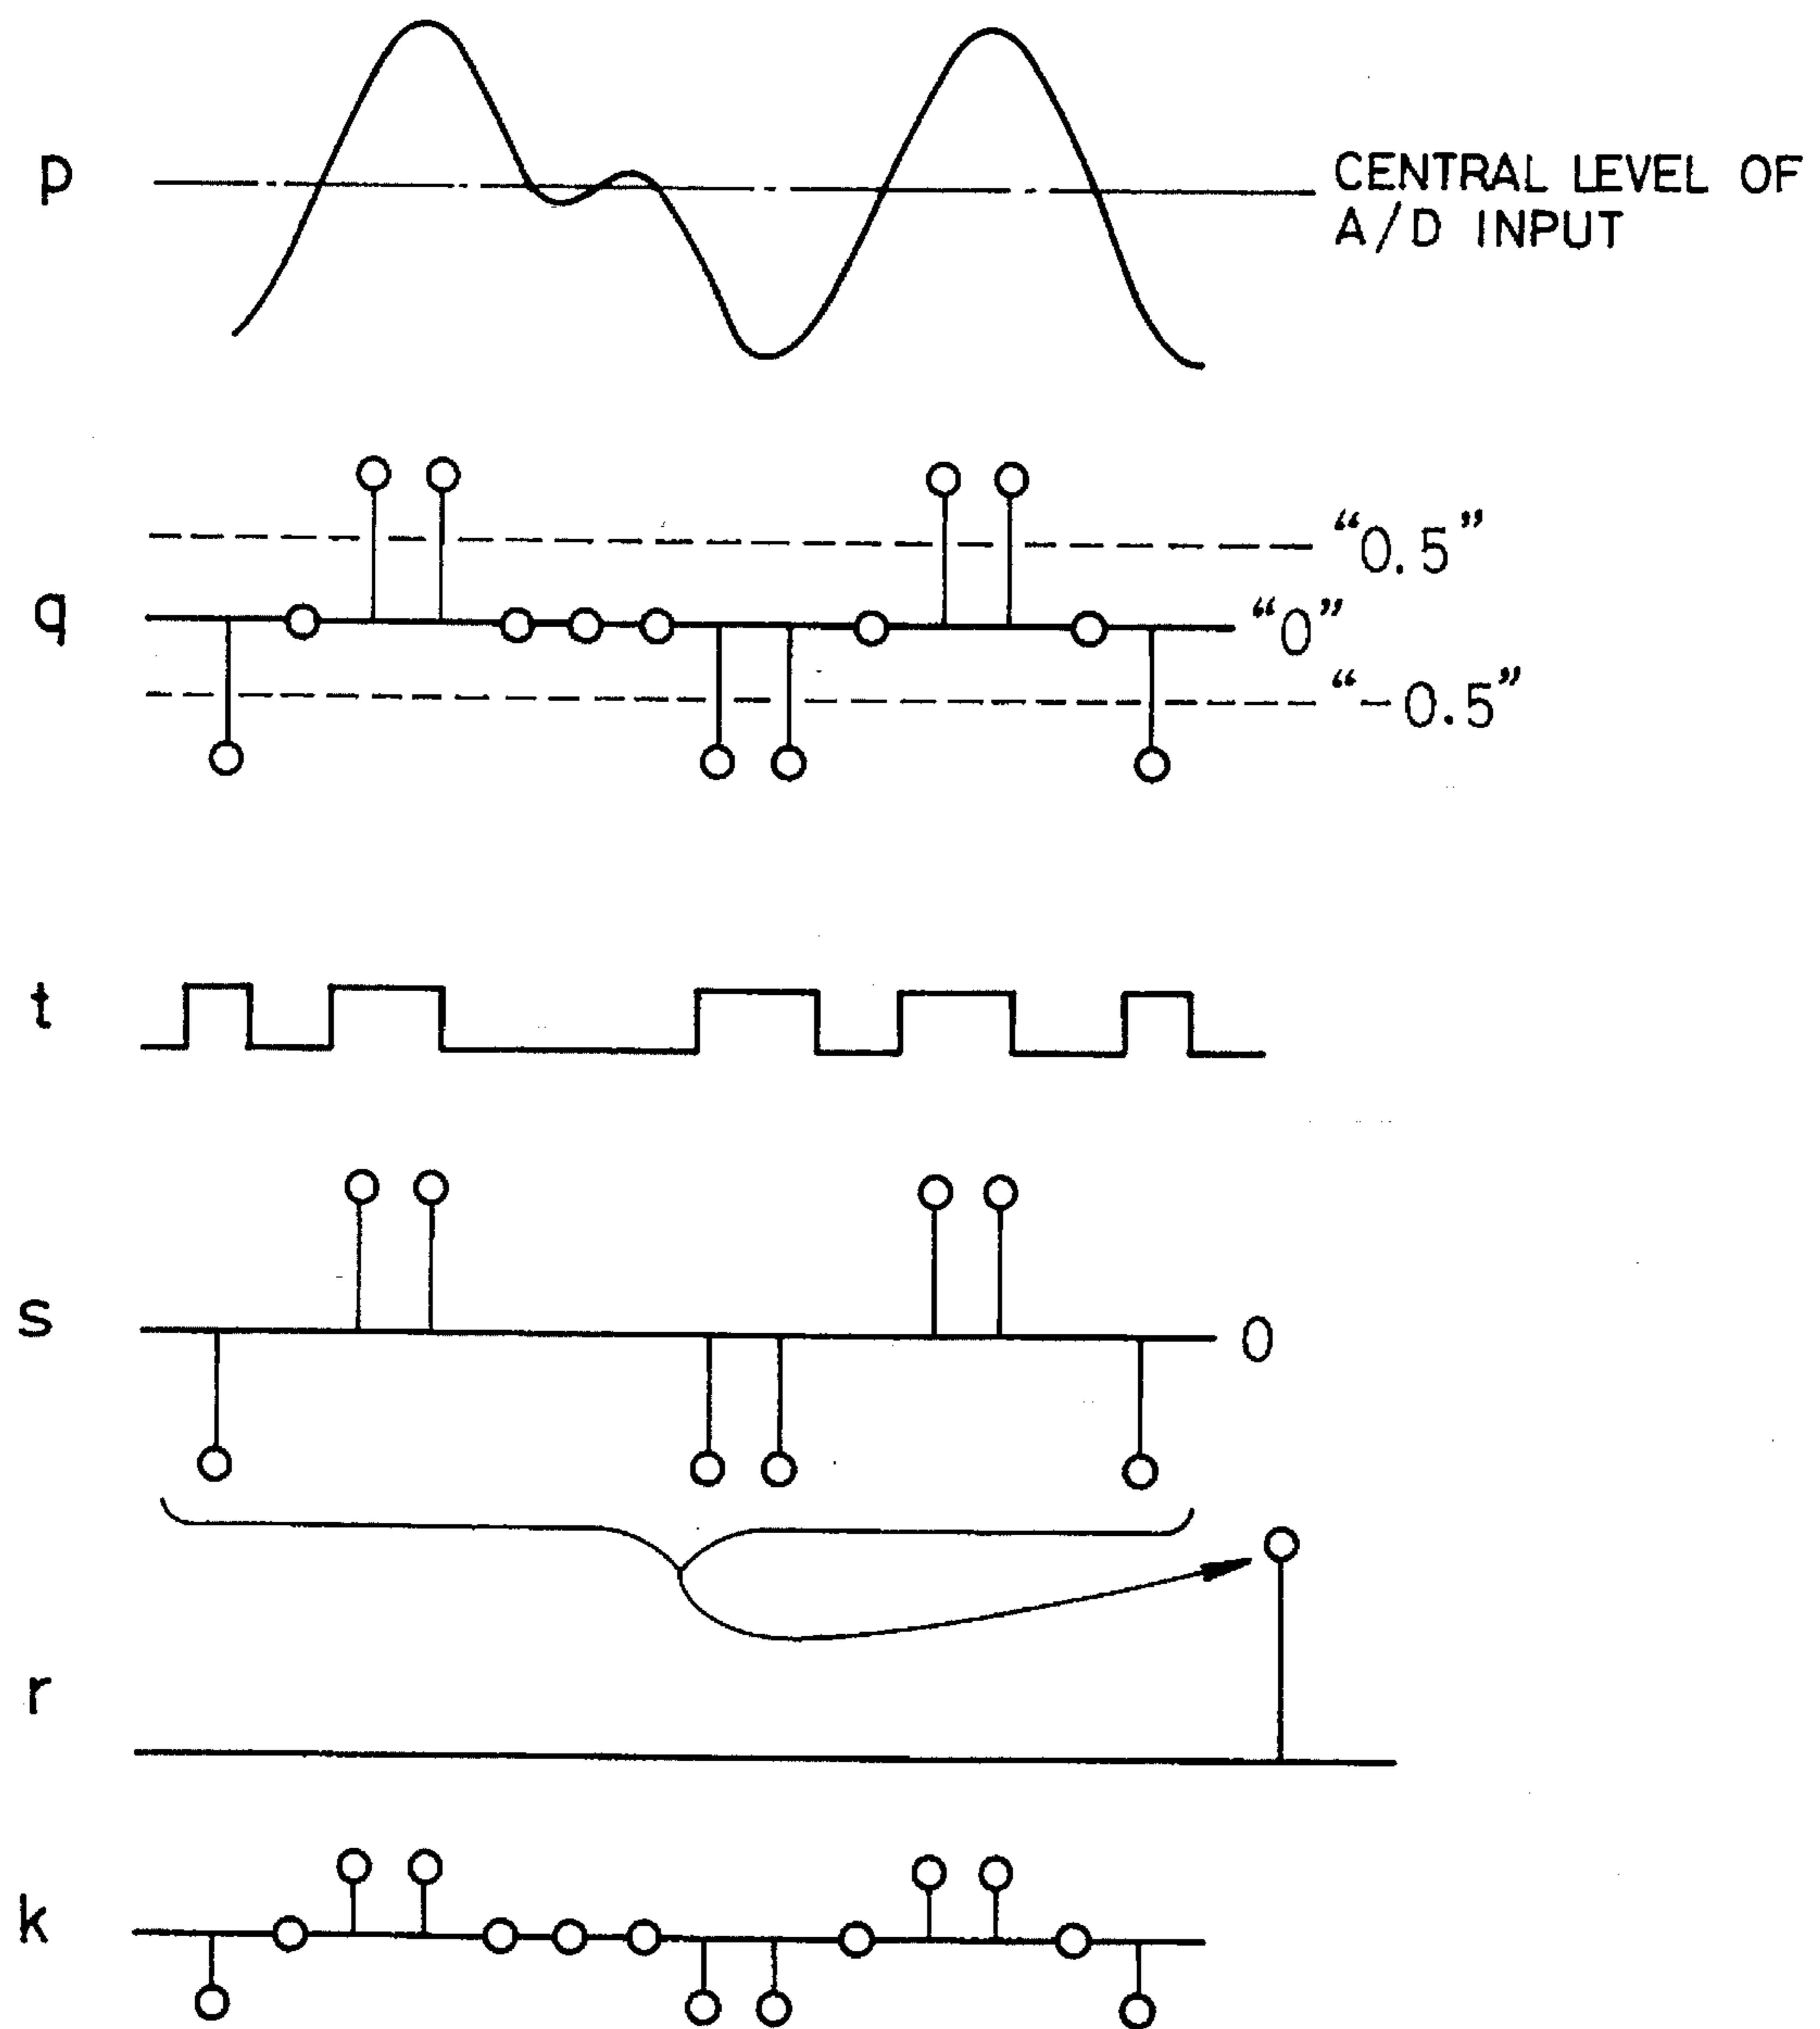 p
CENTRAL LEVEL OF
A/D INPUT
“0.5”
q
“0”
“-0.5”
t
s
0
r
k